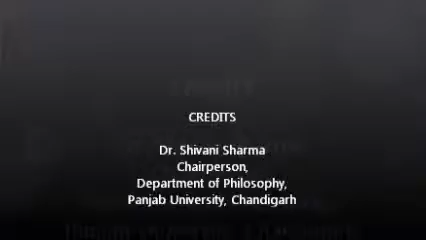 CREDITS
Dr. Shivani Sharma
Chairperson,
Department of Philosophy,
Panjab University, Chandigarh